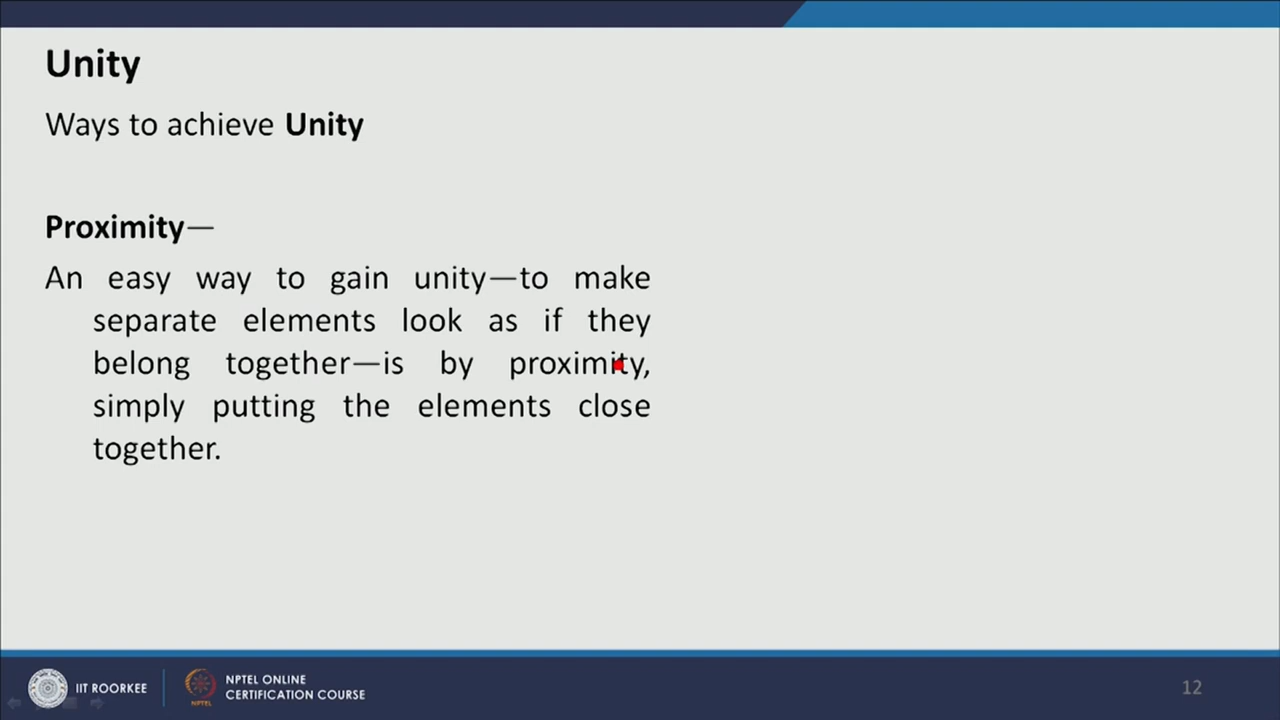 Unity
Ways to achieve Unity
Proximity—
An easy way to gain unity—to make
separate elements look as if they
belong together—is by proximity,
simply putting the elements close
together.
IIT ROORKEE
NPTEL
NPTEL ONLINE
CERTIFICATION COURSE
12